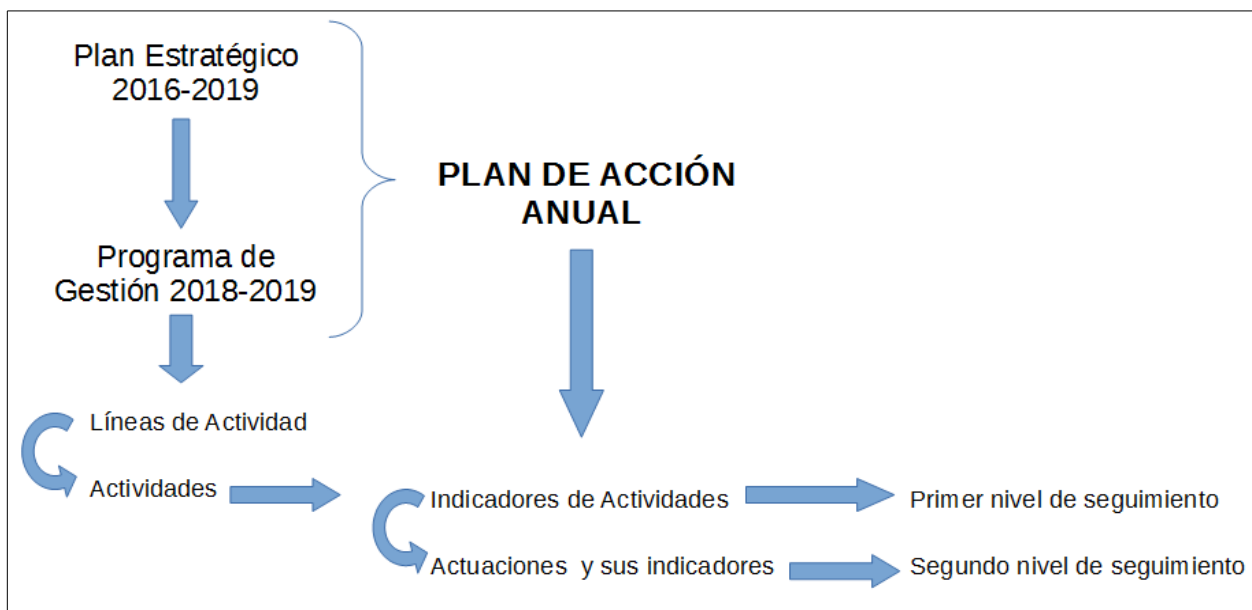 Plan Estratégico
2016-2019
PLAN DE ACCIÓN
ANUAL
Programa de
Gestión 2018-2019
Líneas de Actividad
Actividades
Indicadores de Actividades
Primer nivel de seguimiento
Actuaciones y sus indicadores
Segundo nivel de seguimiento